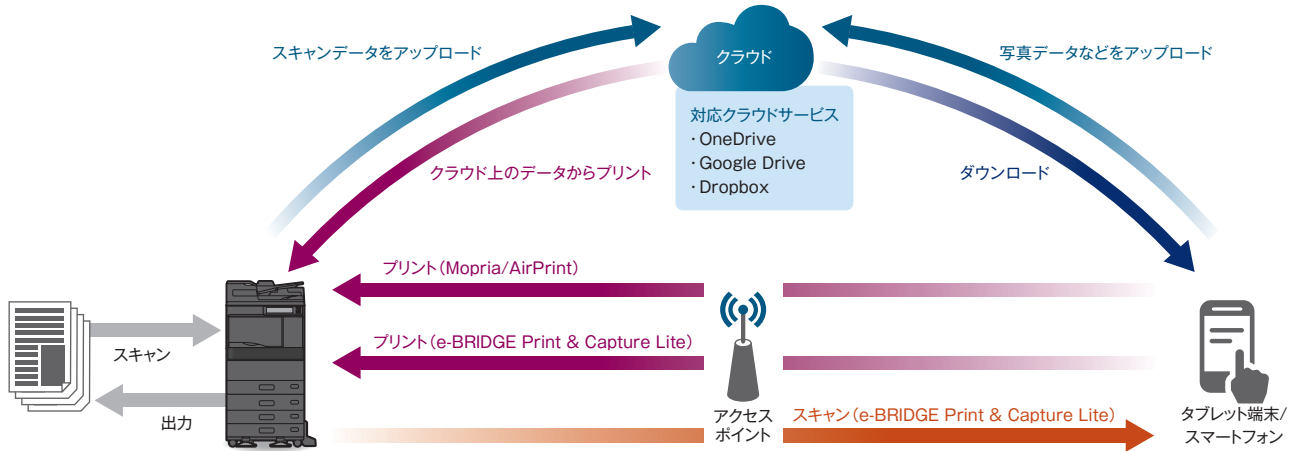 スキャンデータをアップロード
クラウド
写真データなどをアップロード
対応クラウドサービス
・OneDrive
・Google Drive
・Dropbox
クラウド上のデータからプリント
ダウンロード
プリント（Mopria/AirPrint）
プリント（e-BRIDGE Print & Capture Lite）
スキャン
出力
アクセス
ポイント
スキャン（e-BRIDGE Print & Capture Lite）
タブレット端末/
スマートフォン